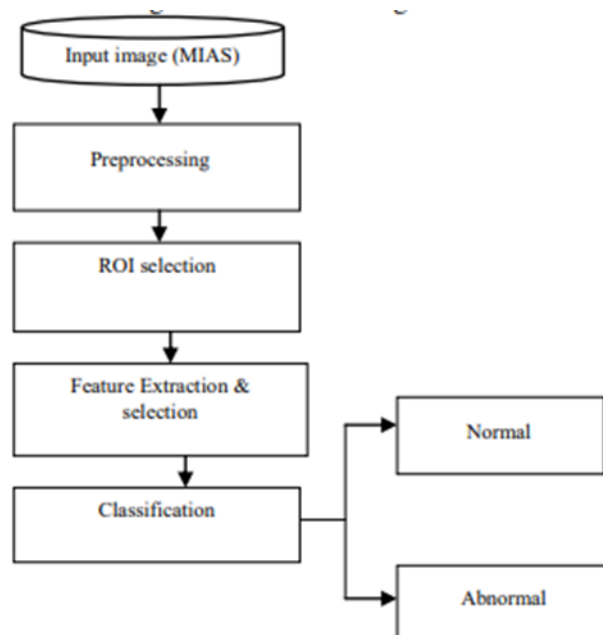 Input image (MIAS)
Preprocessing
ROI selection
Feature Extraction &
selection
Classification
Normal
Abnormal